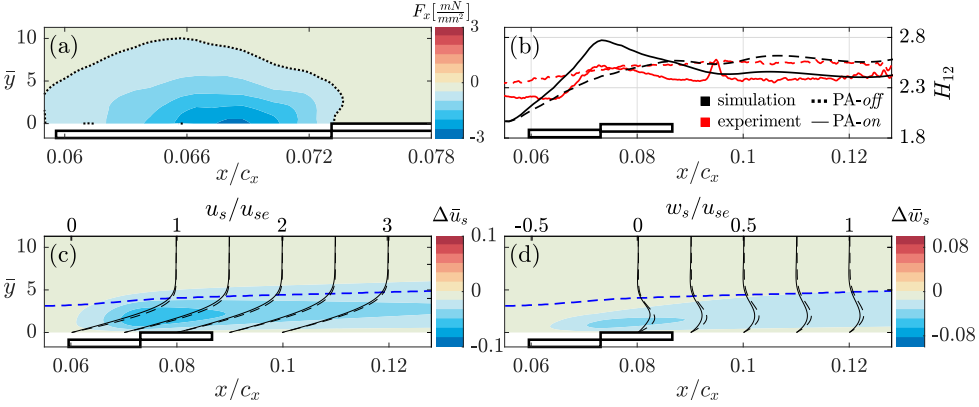 F_x[mN/mm²]
(a)
ȳ
10
5
0
0.06
0.066
0.072
0.078
x/c_x
3
0
-3
(b)
2.8
2.3
1.8
H_12
simulation
PA-off
experiment
PA-on
0.06
0.08
0.1
0.12
x/c_x
u_s/u_se
0
1
2
3
Δū_s
(c)
ȳ
10
5
0
0.06
0.08
0.1
0.12
x/c_x
0.1
0
-0.1
w_s/u_se
-0.5
0
0.5
1
Δw̄_s
(d)
0.06
0.08
0.1
0.12
x/c_x
0.08
0
-0.08